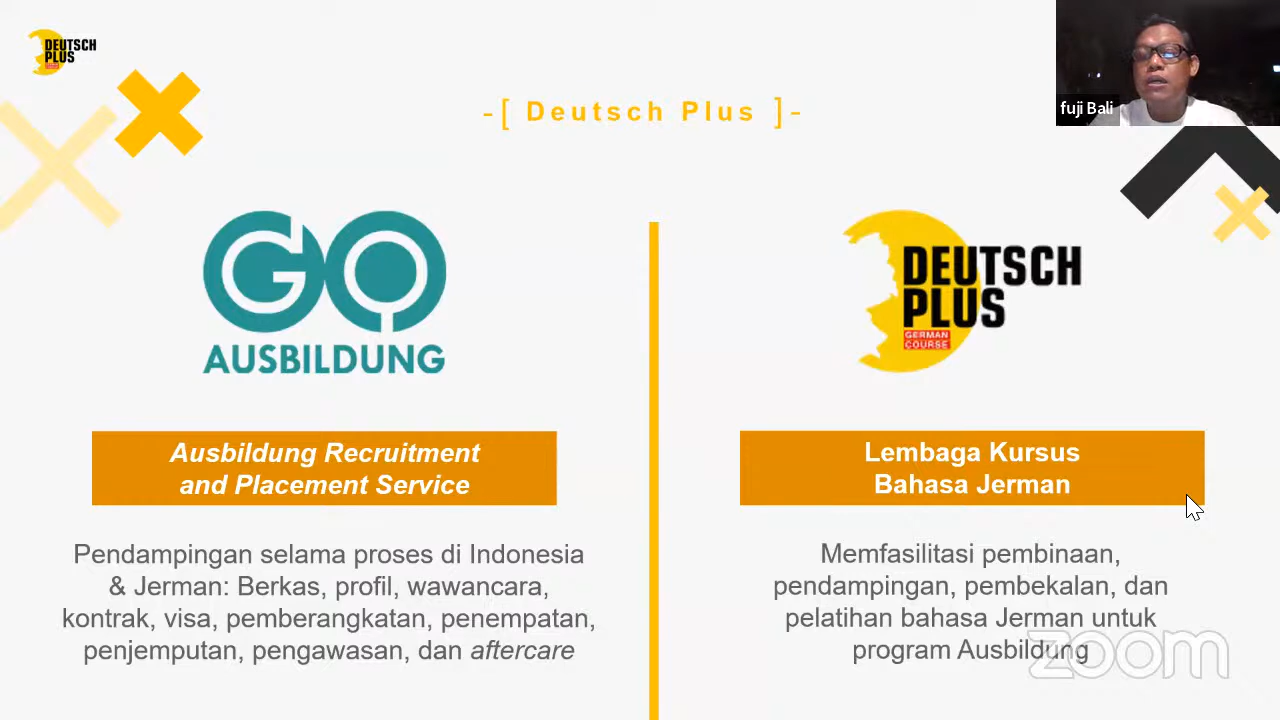 DEUTSCH
PLUS
fuji Bali
-[ Deutsch Plus ]-
GO
AUSBILDUNG
Ausbildung Recruitment
and Placement Service
Pendampingan selama proses di Indonesia
& Jerman: Berkas, profil, wawancara,
kontrak, visa, pemberangkatan, penempatan,
penjemputan, pengawasan, dan aftercare
DEUTSCH
PLUS
GERMAN
COURSE
Lembaga Kursus
Bahasa Jerman
Memfasilitasi pembinaan,
pendampingan, pembekalan, dan
pelatihan bahasa Jerman untuk
program Ausbildung
zoom